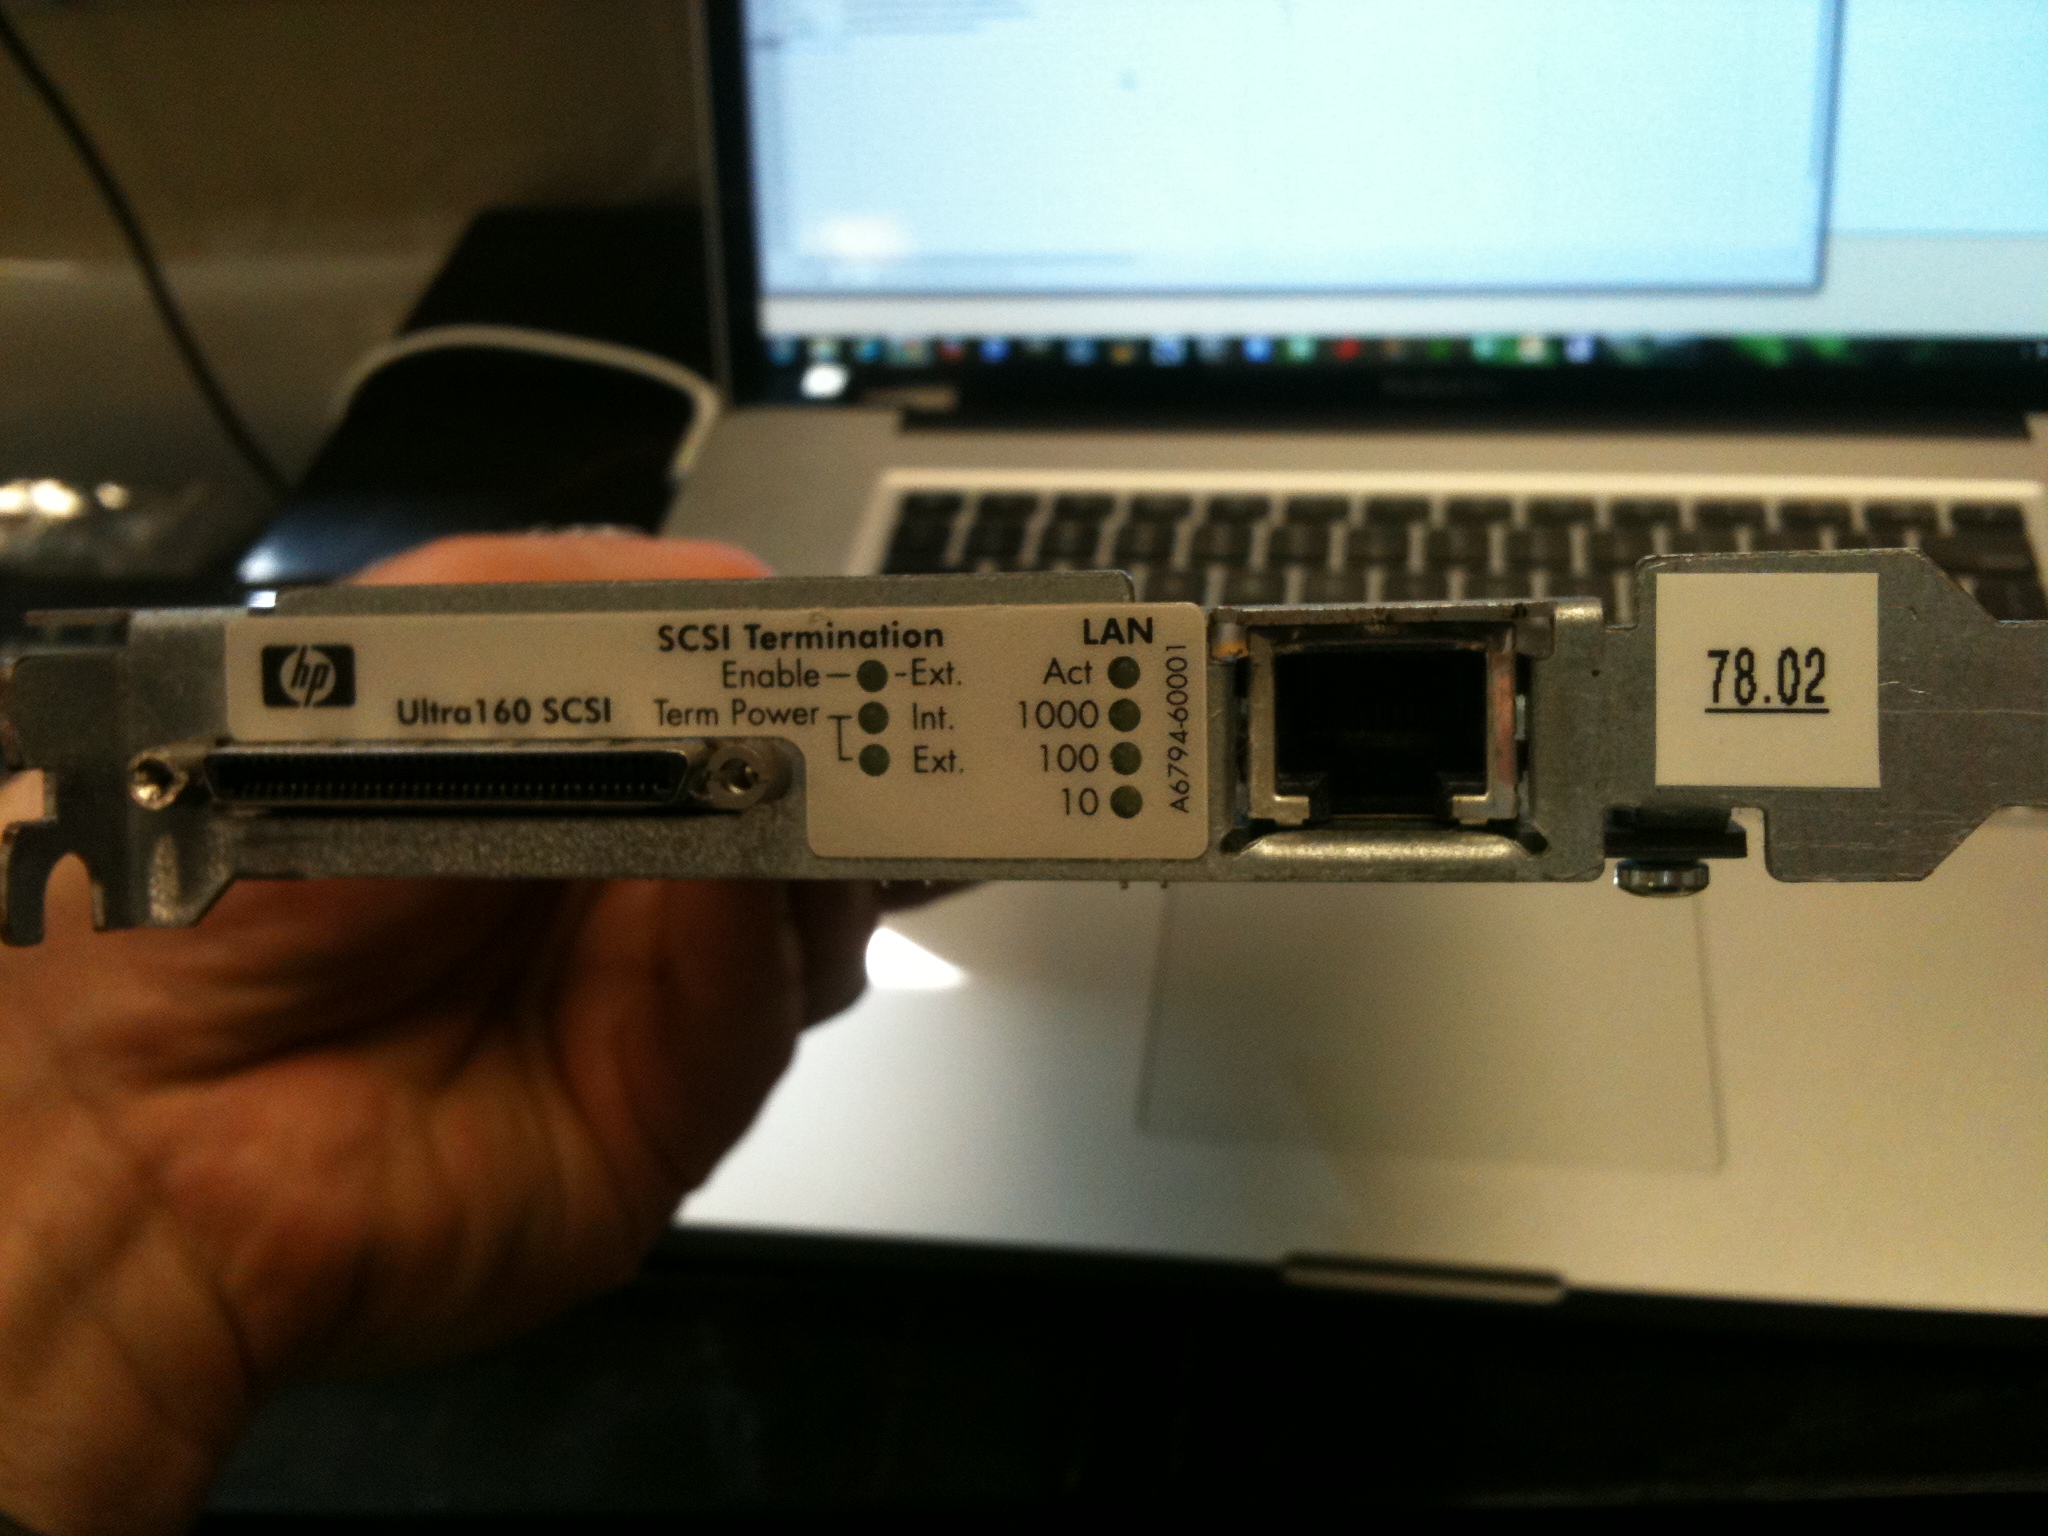 hp
Ultra160 SCSI
SCSI Termination
Enable
Ext.
Term Power
Int.
Ext.
LAN
Act
1000
100
10
A6794-60001
78.02